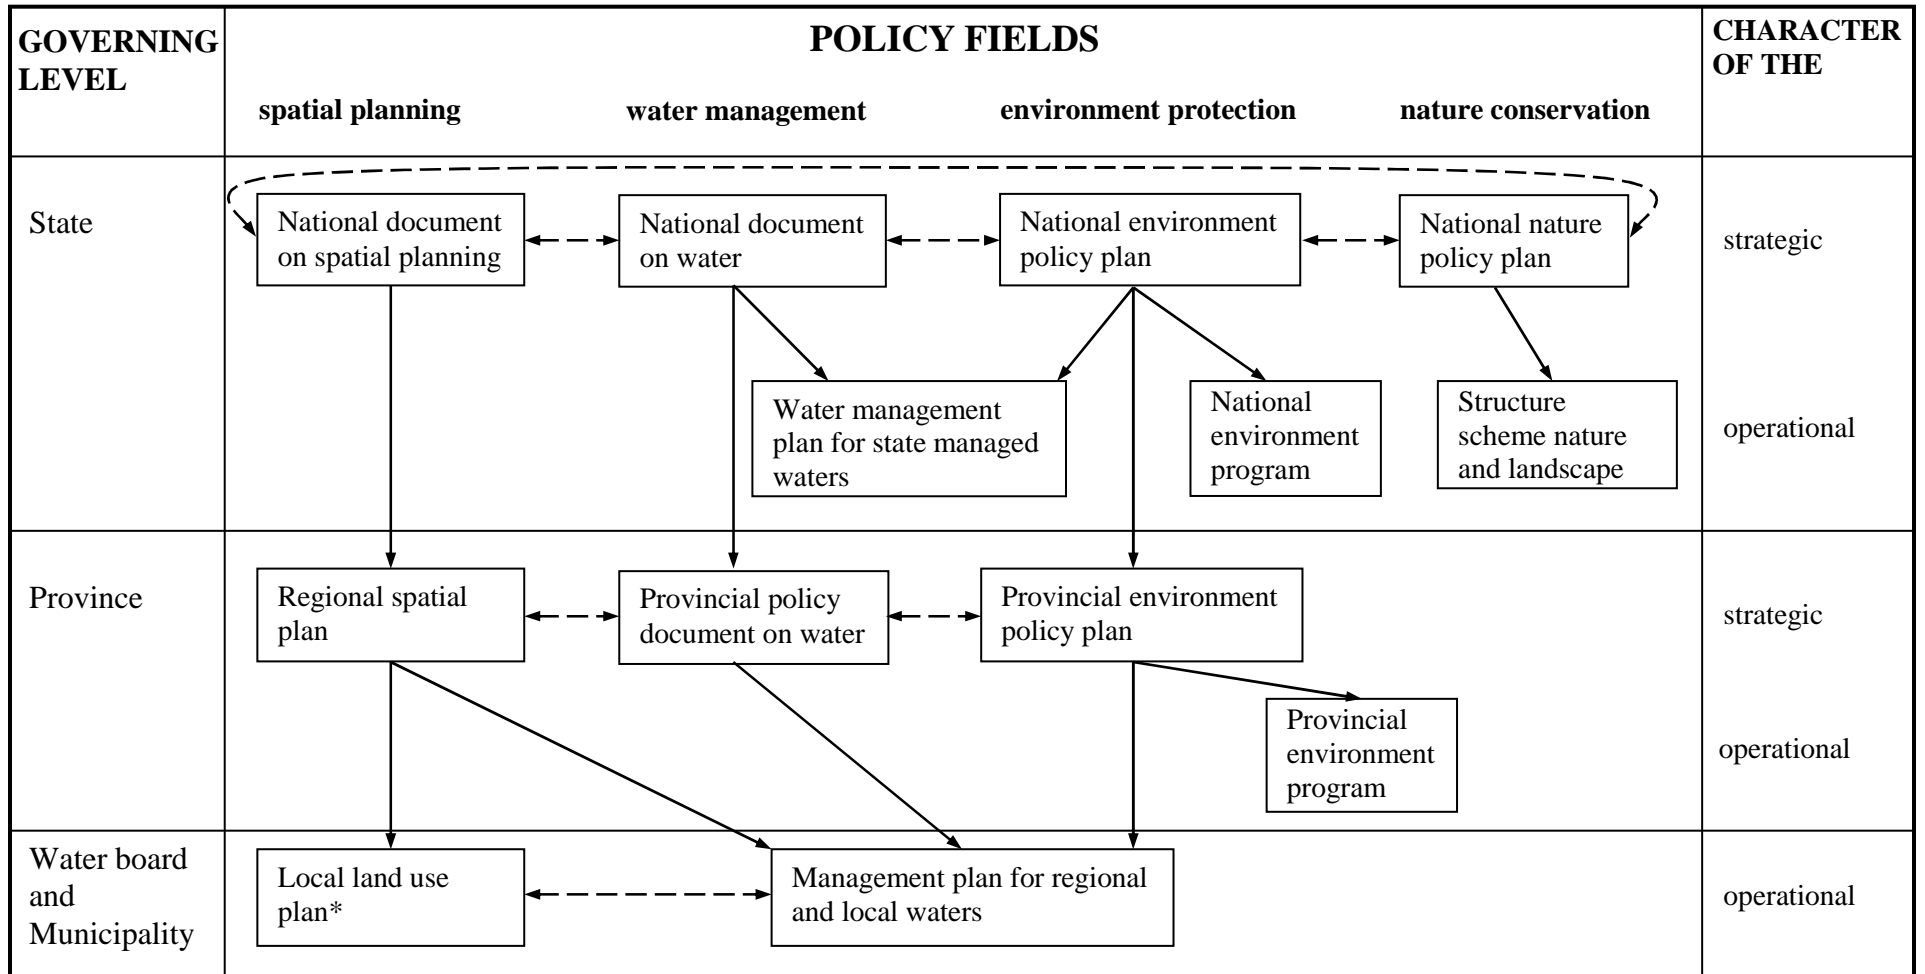 GOVERNING
LEVEL
POLICY FIELDS
CHARACTER
OF THE
spatial planning
water management
environment protection
nature conservation
State
National document
on spatial planning
National document
on water
National environment
policy plan
National nature
policy plan
strategic
Water management
plan for state managed
waters
National
environment
program
Structure
scheme nature
and landscape
operational
Province
Regional spatial
plan
Provincial policy
document on water
Provincial environment
policy plan
strategic
Provincial
environment
program
operational
Water board
and
Municipality
Local land use
plan*
Management plan for regional
and local waters
operational